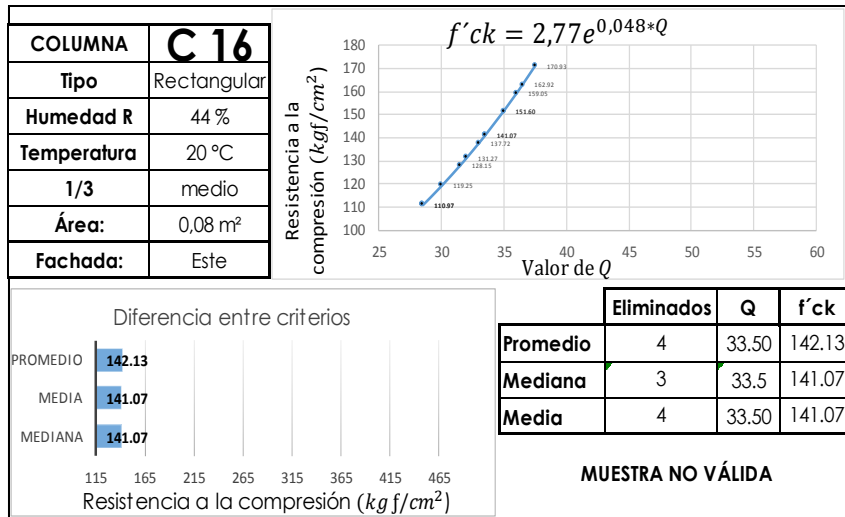 COLUMNA C 16
Tipo Rectangular
Humedad R 44 %
Temperatura 20 °C
1/3 medio
Área: 0,08 m²
Fachada: Este
f´ck = 2,77e^0,048*Q
Resistencia a la
compresión (kgf/cm²)
180
170
160
150
140
130
120
110
100
170.93
162.92
159.05
151.60
141.07
137.72
131.27
128.15
119.25
110.97
25 30 35 40 45 50 55 60
Valor de Q
Diferencia entre criterios
PROMEDIO 142.13
MEDIA 141.07
MEDIANA 141.07
115 165 215 265 315 365 415 465
Resistencia a la compresión (kg f/cm²)
Eliminados Q f´ck
Promedio 4 33.50 142.13
Mediana 3 33.5 141.07
Media 4 33.50 141.07
MUESTRA NO VÁLIDA